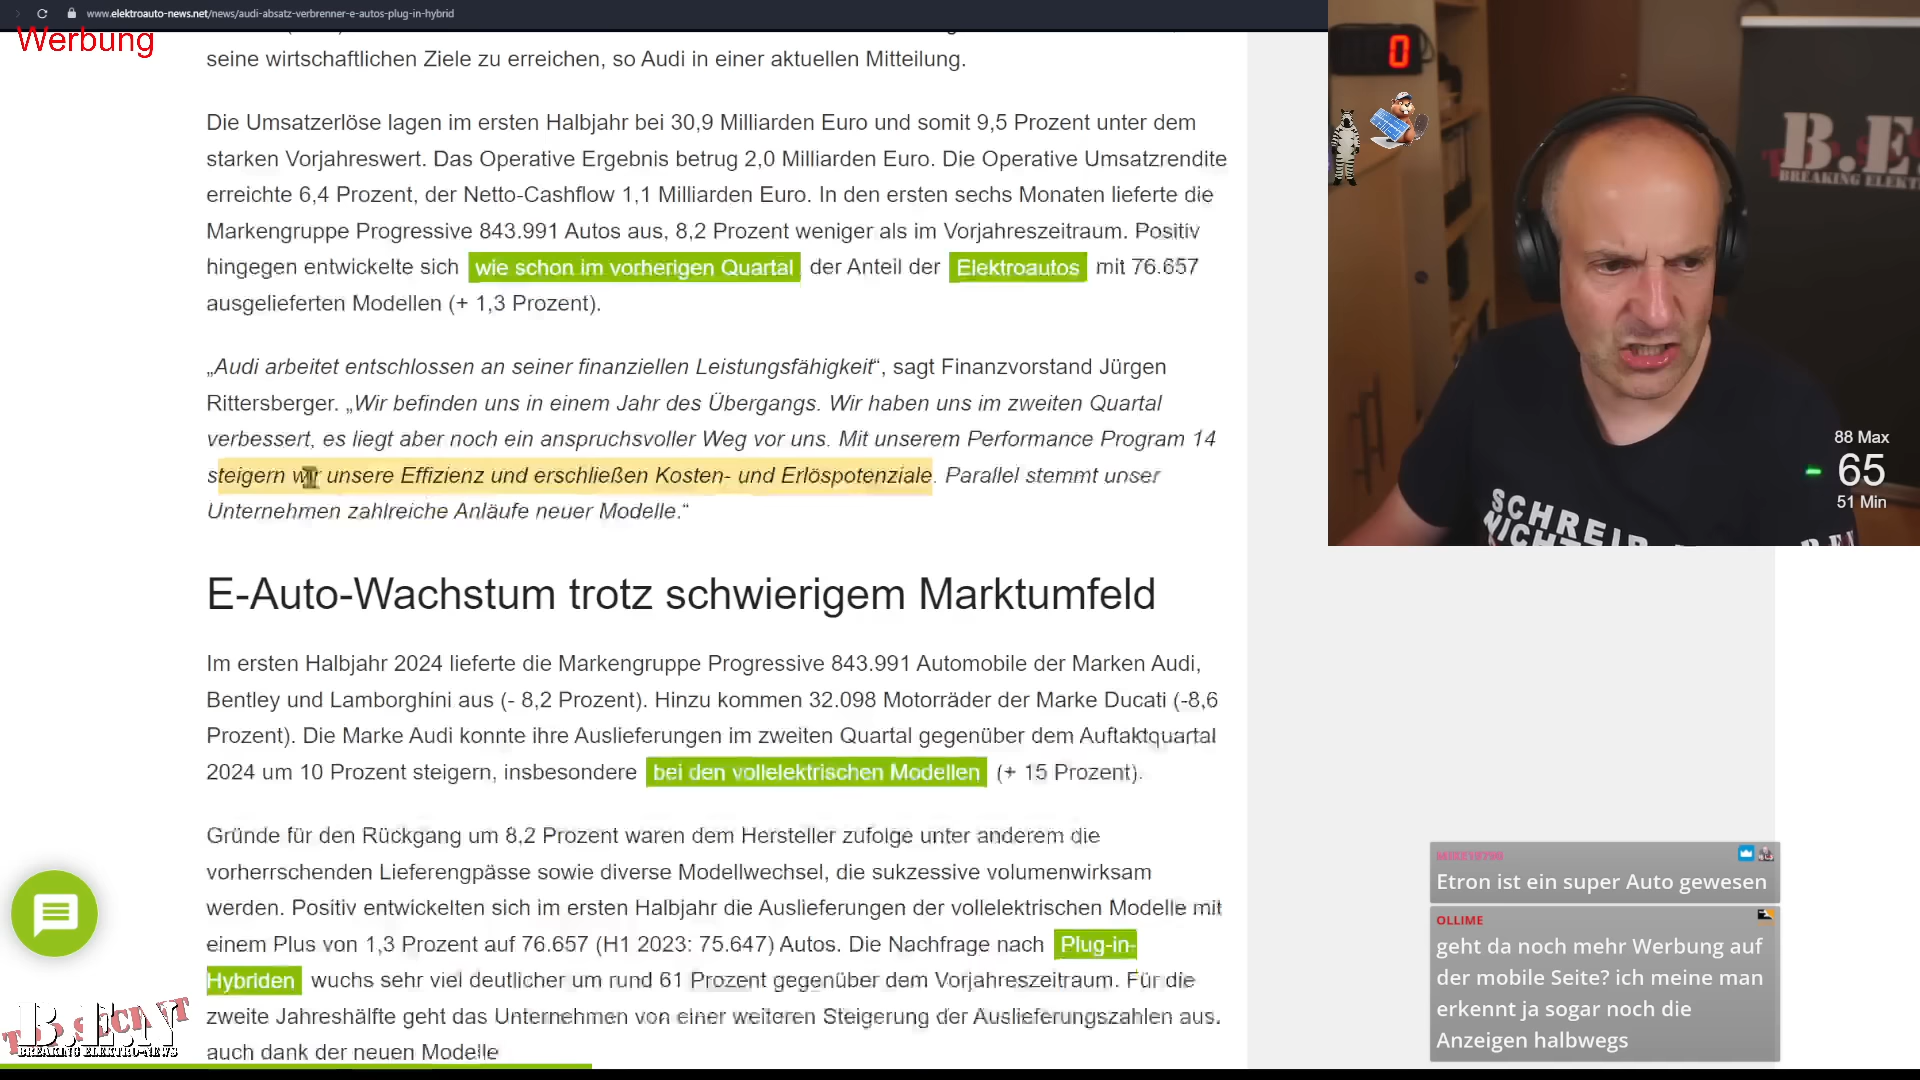 www.elektroauto-news.net/news/audi-absatz-verbrenner-e-autos-plug-in-hybrid
Werbung
seine wirtschaftlichen Ziele zu erreichen, so Audi in einer aktuellen Mitteilung.
Die Umsatzerlöse lagen im ersten Halbjahr bei 30,9 Milliarden Euro und somit 9,5 Prozent unter dem
starken Vorjahreswert. Das Operative Ergebnis betrug 2,0 Milliarden Euro. Die Operative Umsatzrendite
erreichte 6,4 Prozent, der Netto-Cashflow 1,1 Milliarden Euro. In den ersten sechs Monaten lieferte die
Markengruppe Progressive 843.991 Autos aus, 8,2 Prozent weniger als im Vorjahreszeitraum. Positiv
hingegen entwickelte sich wie schon im vorherigen Quartal der Anteil der Elektroautos mit 76.657
ausgelieferten Modellen (+ 1,3 Prozent).
„Audi arbeitet entschlossen an seiner finanziellen Leistungsfähigkeit“, sagt Finanzvorstand Jürgen
Rittersberger. „Wir befinden uns in einem Jahr des Übergangs. Wir haben uns im zweiten Quartal
verbessert, es liegt aber noch ein anspruchsvoller Weg vor uns. Mit unserem Performance Program 14
steigern wir unsere Effizienz und erschließen Kosten- und Erlöspotenziale. Parallel stemmt unser
Unternehmen zahlreiche Anläufe neuer Modelle.“
E-Auto-Wachstum trotz schwierigem Marktumfeld
Im ersten Halbjahr 2024 lieferte die Markengruppe Progressive 843.991 Automobile der Marken Audi,
Bentley und Lamborghini aus (- 8,2 Prozent). Hinzu kommen 32.098 Motorräder der Marke Ducati (-8,6
Prozent). Die Marke Audi konnte ihre Auslieferungen im zweiten Quartal gegenüber dem Auftaktquartal
2024 um 10 Prozent steigern, insbesondere bei den vollelektrischen Modellen (+ 15 Prozent).
Gründe für den Rückgang um 8,2 Prozent waren dem Hersteller zufolge unter anderem die
vorherrschenden Lieferengpässe sowie diverse Modellwechsel, die sukzessive volumenwirksam
werden. Positiv entwickelten sich im ersten Halbjahr die Auslieferungen der vollelektrischen Modelle mit
einem Plus von 1,3 Prozent auf 76.657 (H1 2023: 75.647) Autos. Die Nachfrage nach Plug-in-
Hybriden wuchs sehr viel deutlicher um rund 61 Prozent gegenüber dem Vorjahreszeitraum. Für die
zweite Jahreshälfte geht das Unternehmen von einer weiteren Steigerung der Auslieferungszahlen aus.
auch dank der neuen Modelle
B.EN
BREAKING ELEKTRO-NEWS
0
B.E
BREAKING ELEKT
88 Max
65
51 Min
SCHREIB
NICHT
Etron ist ein super Auto gewesen
OLLIME
geht da noch mehr Werbung auf
der mobile Seite? ich meine man
erkennt ja sogar noch die
Anzeigen halbwegs